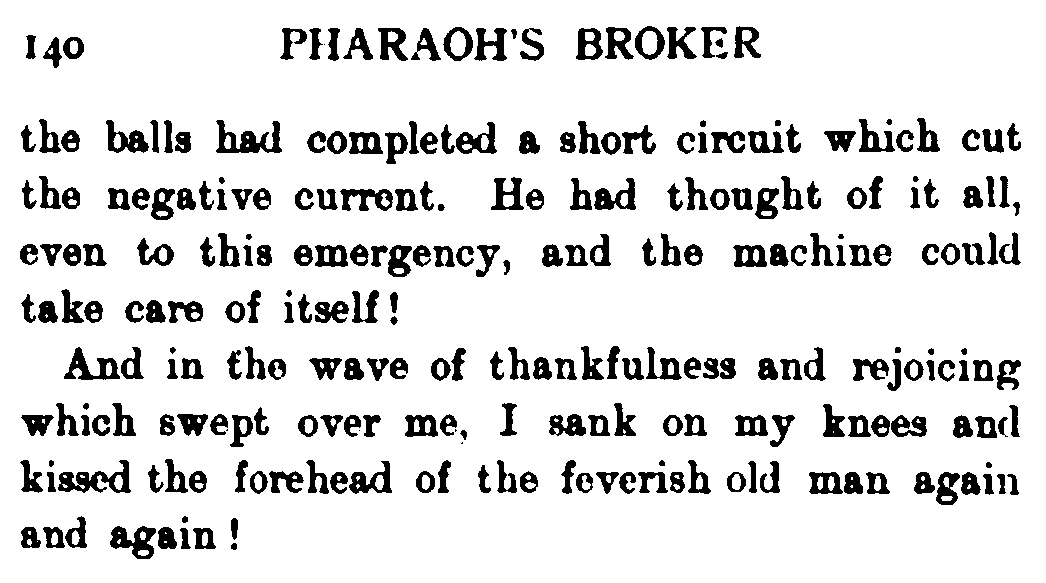 140 PHARAOH'S BROKER
the balls had completed a short circuit which cut
the negative current. He had thought of it all,
even to this emergency, and the machine could
take care of itself!
And in the wave of thankfulness and rejoicing
which swept over me, I sank on my knees and
kissed the forehead of the feverish old man again
and again!